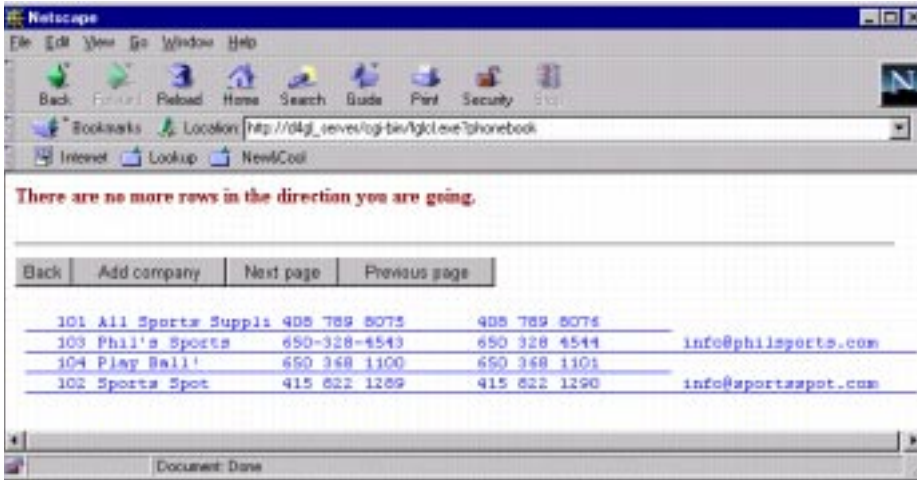 Netscape
File Edit View Go Window Help
Back Forward Reload Home Search Guide Print Security Stop
Bookmarks Location: http://d4gl_server/cgi-bin/fglcl.exe?phonebook
Internet Lookup New&Cool
There are no more rows in the direction you are going.
Back Add company Next page Previous page
101 All Sports Suppli 408 789 8075 408 789 8076
103 Phil's Sports 650-328-4543 650 328 4544 info@philsports.com
104 Play Ball! 650 368 1100 650 368 1101
102 Sports Spot 415 822 1289 415 822 1290 info@sportsspot.com
Document: Done